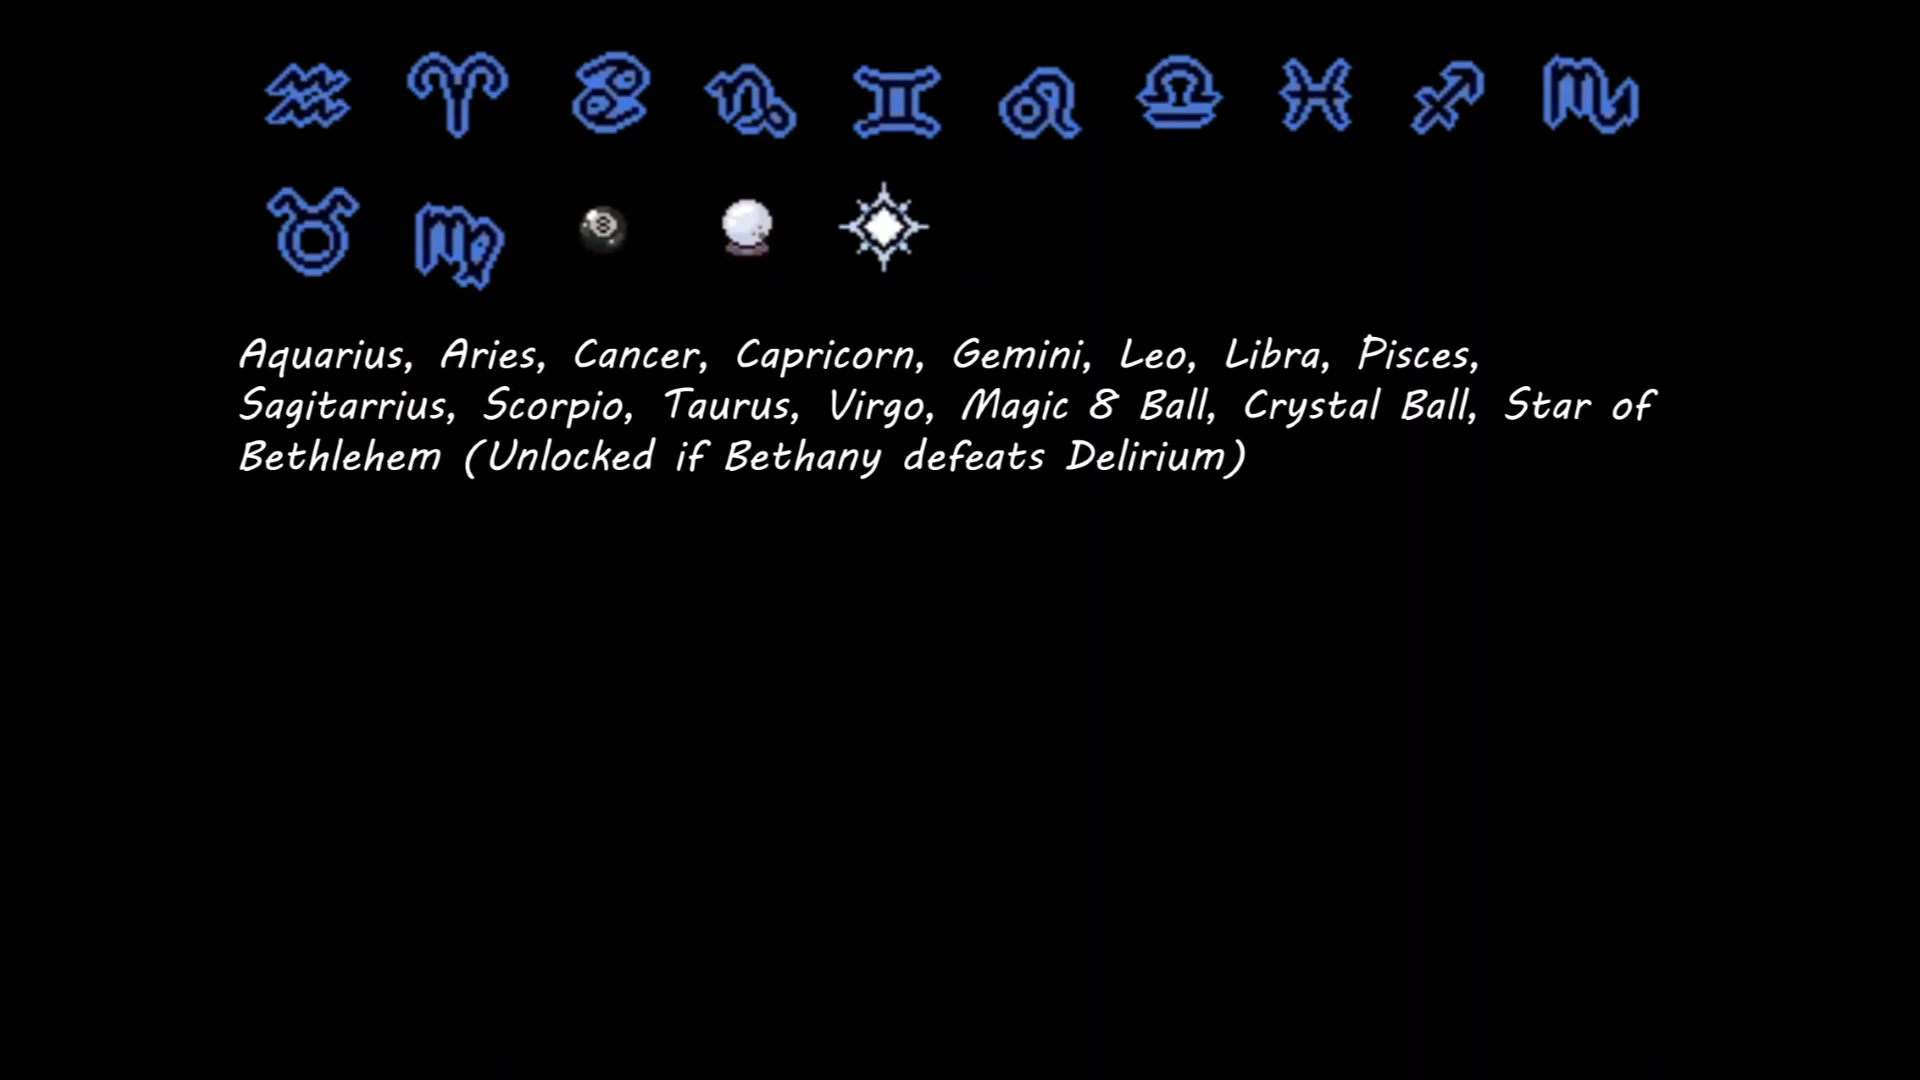 Aquarius, Aries, Cancer, Capricorn, Gemini, Leo, Libra, Pisces,
Sagitarrius, Scorpio, Taurus, Virgo, Magic 8 Ball, Crystal Ball, Star of
Bethlehem (Unlocked if Bethany defeats Delirium)